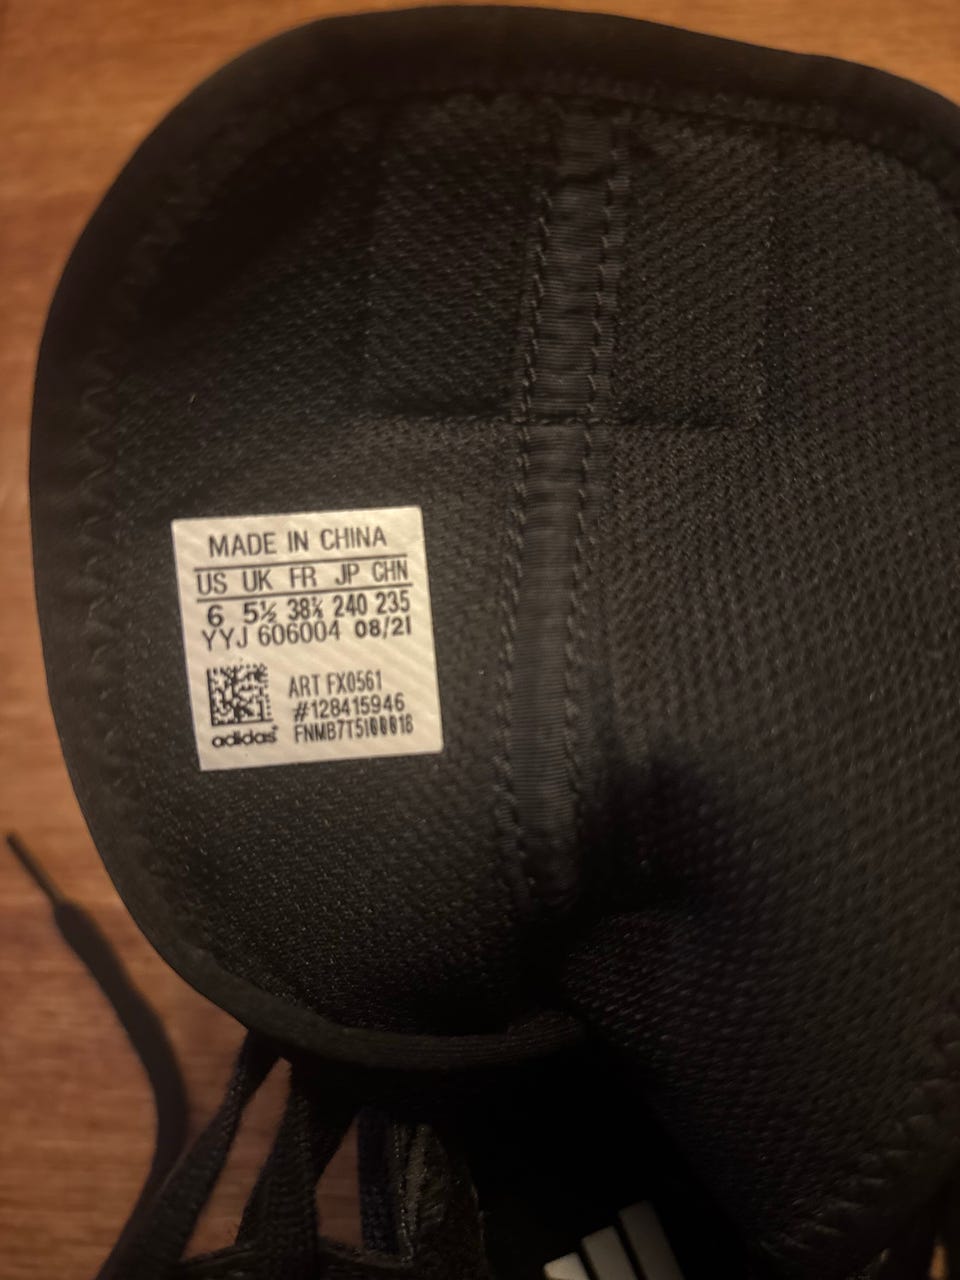 MADE IN CHINA
US UK FR JP CHN
6 5½ 38⅔ 240 235
YYJ 606004 08/21
ART FX0561
#128415946
adidas